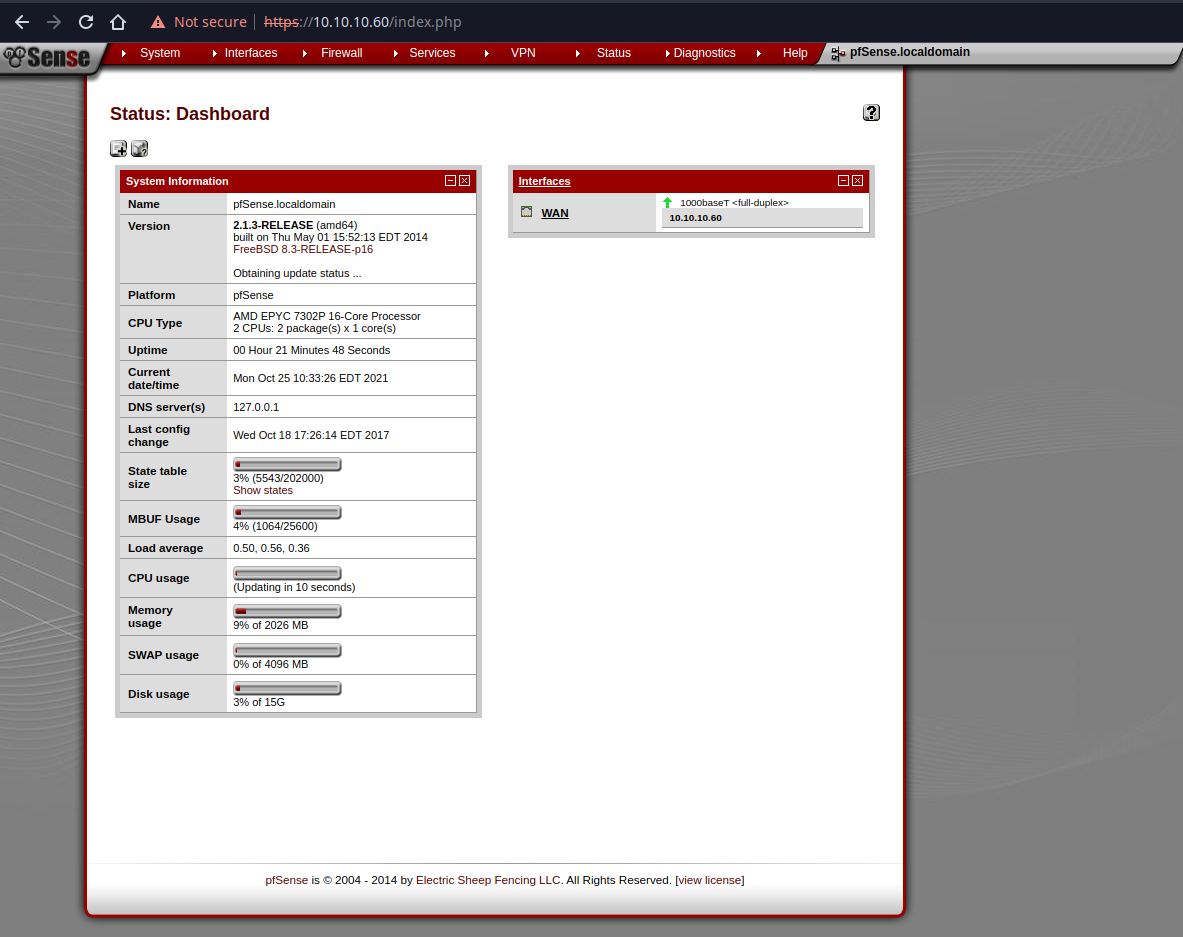 Not secure | https://10.10.10.60/index.php
Sense
System
Interfaces
Firewall
Services
VPN
Status
Diagnostics
Help
pfSense.localdomain
Status: Dashboard
System Information
Name pfSense.localdomain
Version 2.1.3-RELEASE (amd64)
built on Thu May 01 15:52:13 EDT 2014
FreeBSD 8.3-RELEASE-p16
Obtaining update status ...
Platform pfSense
CPU Type AMD EPYC 7302P 16-Core Processor
2 CPUs: 2 package(s) x 1 core(s)
Uptime 00 Hour 21 Minutes 48 Seconds
Current
date/time
Mon Oct 25 10:33:26 EDT 2021
DNS server(s) 127.0.0.1
Last config
change
Wed Oct 18 17:26:14 EDT 2017
State table
size
3% (5543/202000)
Show states
MBUF Usage
4% (1064/25600)
Load average 0.50, 0.56, 0.36
CPU usage
(Updating in 10 seconds)
Memory
usage
9% of 2026 MB
SWAP usage
0% of 4096 MB
Disk usage
3% of 15G
Interfaces
WAN
1000baseT <full-duplex>
10.10.10.60
pfSense is © 2004 - 2014 by Electric Sheep Fencing LLC. All Rights Reserved. [view license]